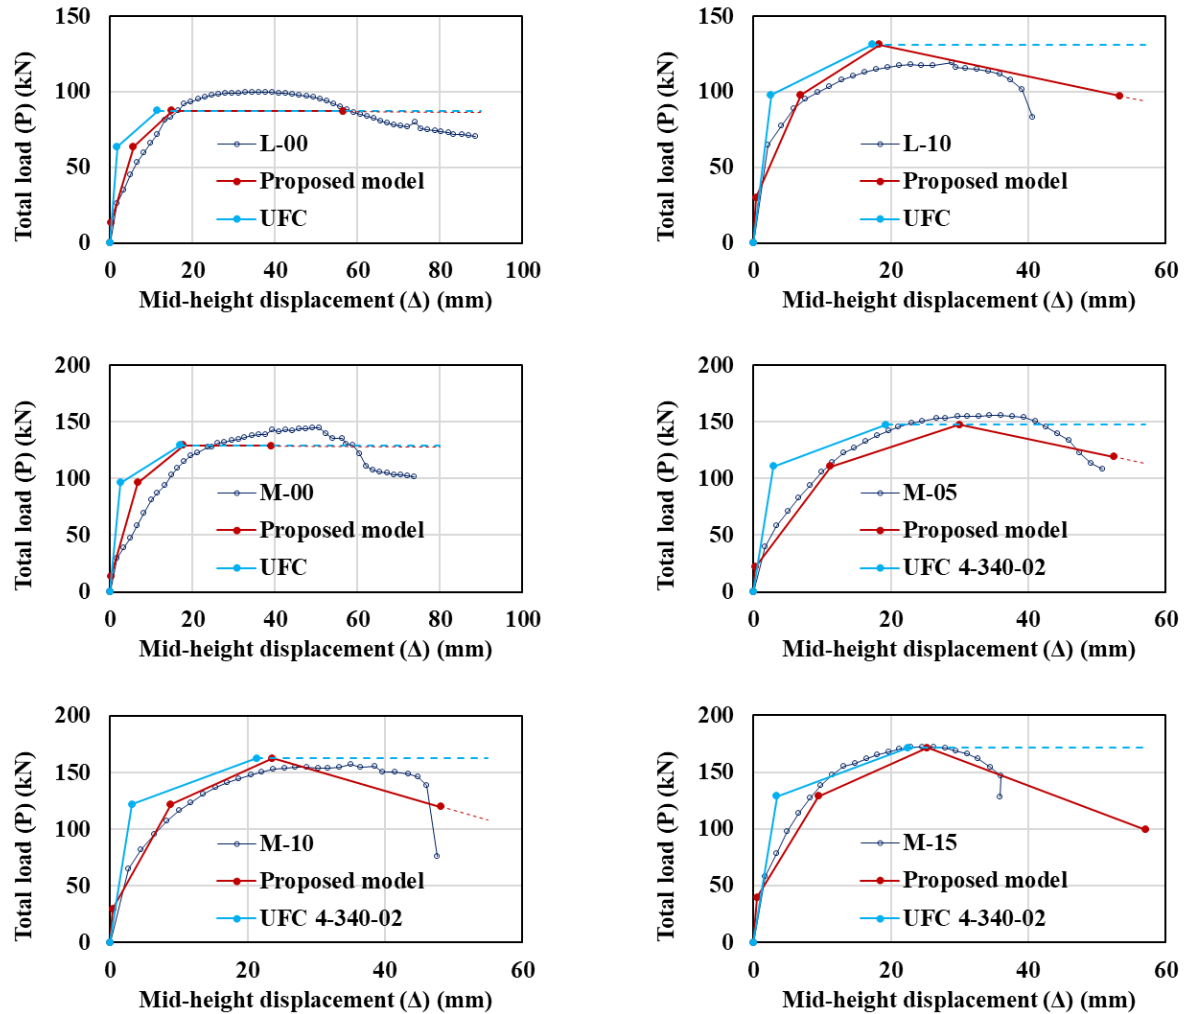 150
100
50
0
Total load (P) (kN)
L-00
Proposed model
UFC
0 20 40 60 80 100
Mid-height displacement (Δ) (mm)
150
100
50
0
Total load (P) (kN)
L-10
Proposed model
UFC
0 20 40 60
Mid-height displacement (Δ) (mm)
200
150
100
50
0
Total load (P) (kN)
M-00
Proposed model
UFC
0 20 40 60 80 100
Mid-height displacement (Δ) (mm)
200
150
100
50
0
Total load (P) (kN)
M-05
Proposed model
UFC 4-340-02
0 20 40 60
Mid-height displacement (Δ) (mm)
200
150
100
50
0
Total load (P) (kN)
M-10
Proposed model
UFC 4-340-02
0 20 40 60
Mid-height displacement (Δ) (mm)
200
150
100
50
0
Total load (P) (kN)
M-15
Proposed model
UFC 4-340-02
0 20 40 60
Mid-height displacement (Δ) (mm)